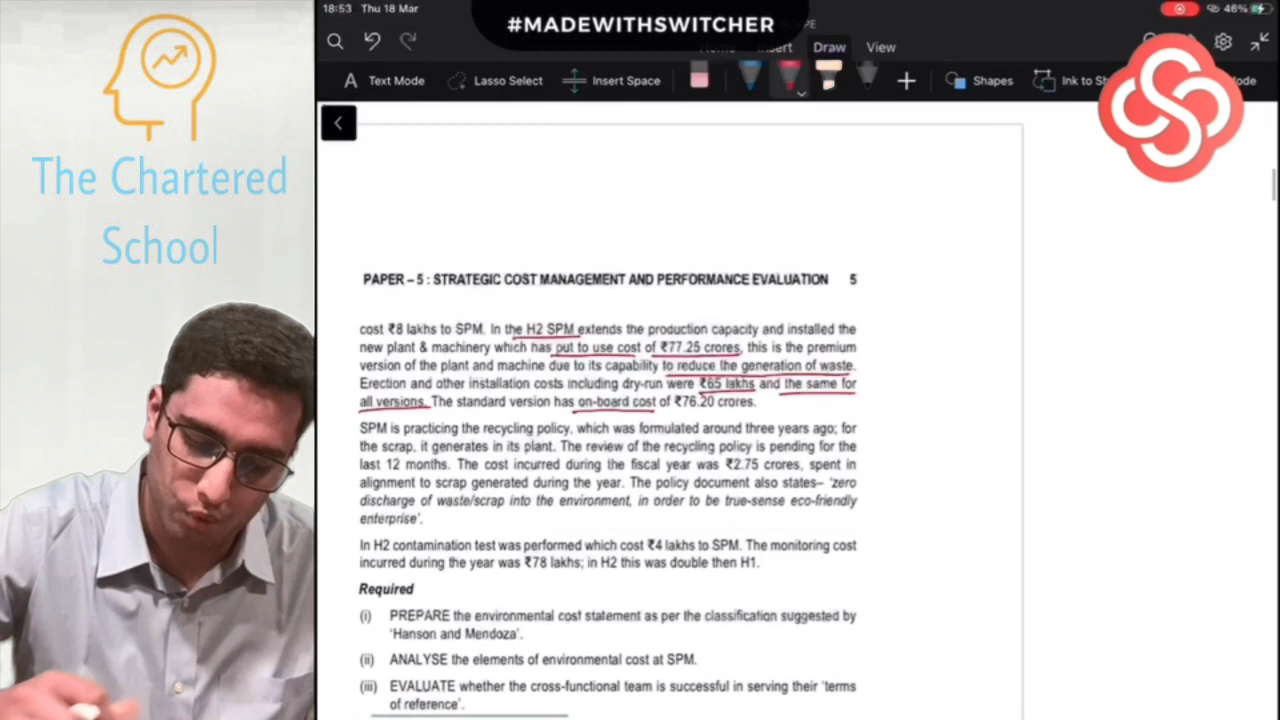 18:53 Thu 18 Mar
#MADEWITHSWITCHER
46%
Draw
View
Text Mode
Lasso Select
Insert Space
Shapes
Ink to
The Chartered
School
PAPER – 5 : STRATEGIC COST MANAGEMENT AND PERFORMANCE EVALUATION 5
cost ₹8 lakhs to SPM. In the H2 SPM extends the production capacity and installed the
new plant & machinery which has put to use cost of ₹77.25 crores, this is the premium
version of the plant and machine due to its capability to reduce the generation of waste.
Erection and other installation costs including dry-run were ₹65 lakhs and the same for
all versions. The standard version has on-board cost of ₹76.20 crores.
SPM is practicing the recycling policy, which was formulated around three years ago; for
the scrap, it generates in its plant. The review of the recycling policy is pending for the
last 12 months. The cost incurred during the fiscal year was ₹2.75 crores, spent in
alignment to scrap generated during the year. The policy document also states– ‘zero
discharge of waste/scrap into the environment, in order to be true-sense eco-friendly
enterprise’.
In H2 contamination test was performed which cost ₹4 lakhs to SPM. The monitoring cost
incurred during the year was ₹78 lakhs; in H2 this was double then H1.
Required
(i) PREPARE the environmental cost statement as per the classification suggested by
‘Hanson and Mendoza’.
(ii) ANALYSE the elements of environmental cost at SPM.
(iii) EVALUATE whether the cross-functional team is successful in serving their ‘terms
of reference’.